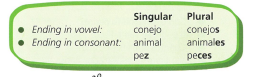 Singular Plural
• Ending in vowel: conejo conejos
• Ending in consonant: animal animales
pez peces